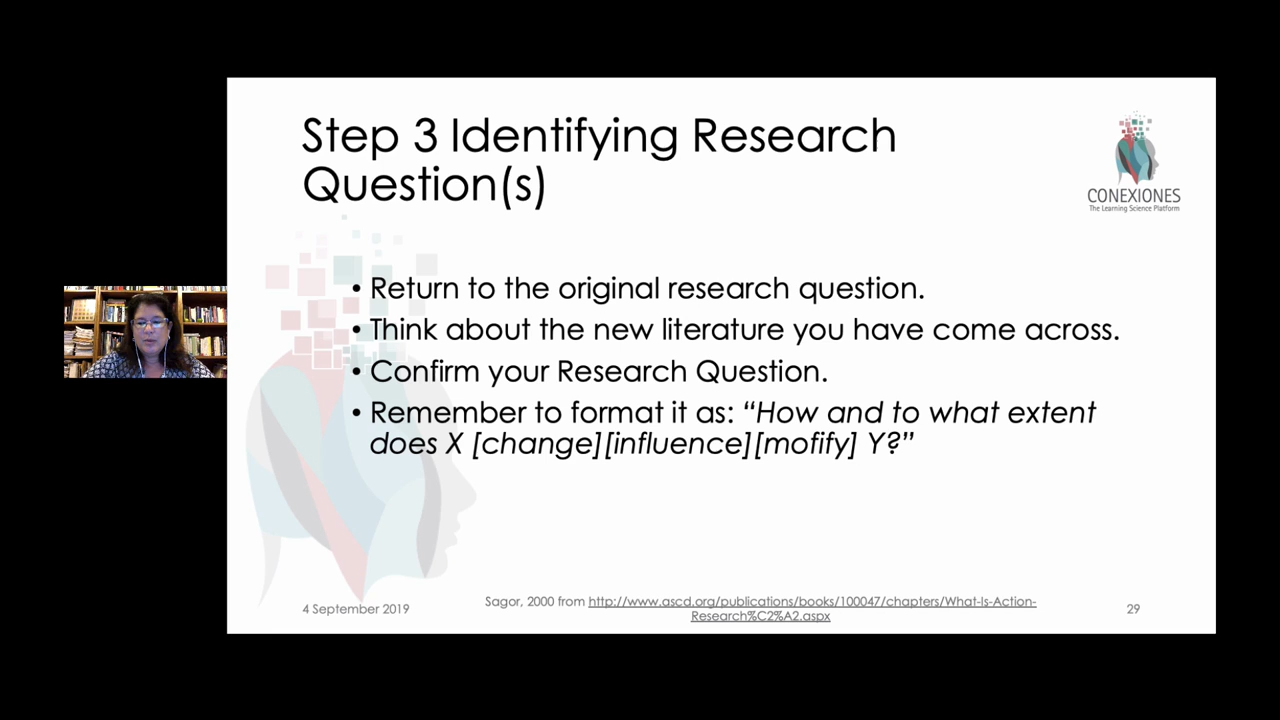 Step 3 Identifying Research
Question(s)
CONEXIONES
The Learning Science Platform
• Return to the original research question.
• Think about the new literature you have come across.
• Confirm your Research Question.
• Remember to format it as: “How and to what extent
does X [change][influence][mofify] Y?”
4 September 2019
Sagor, 2000 from http://www.ascd.org/publications/books/100047/chapters/What-Is-Action-
Research%C2%A2.aspx
29